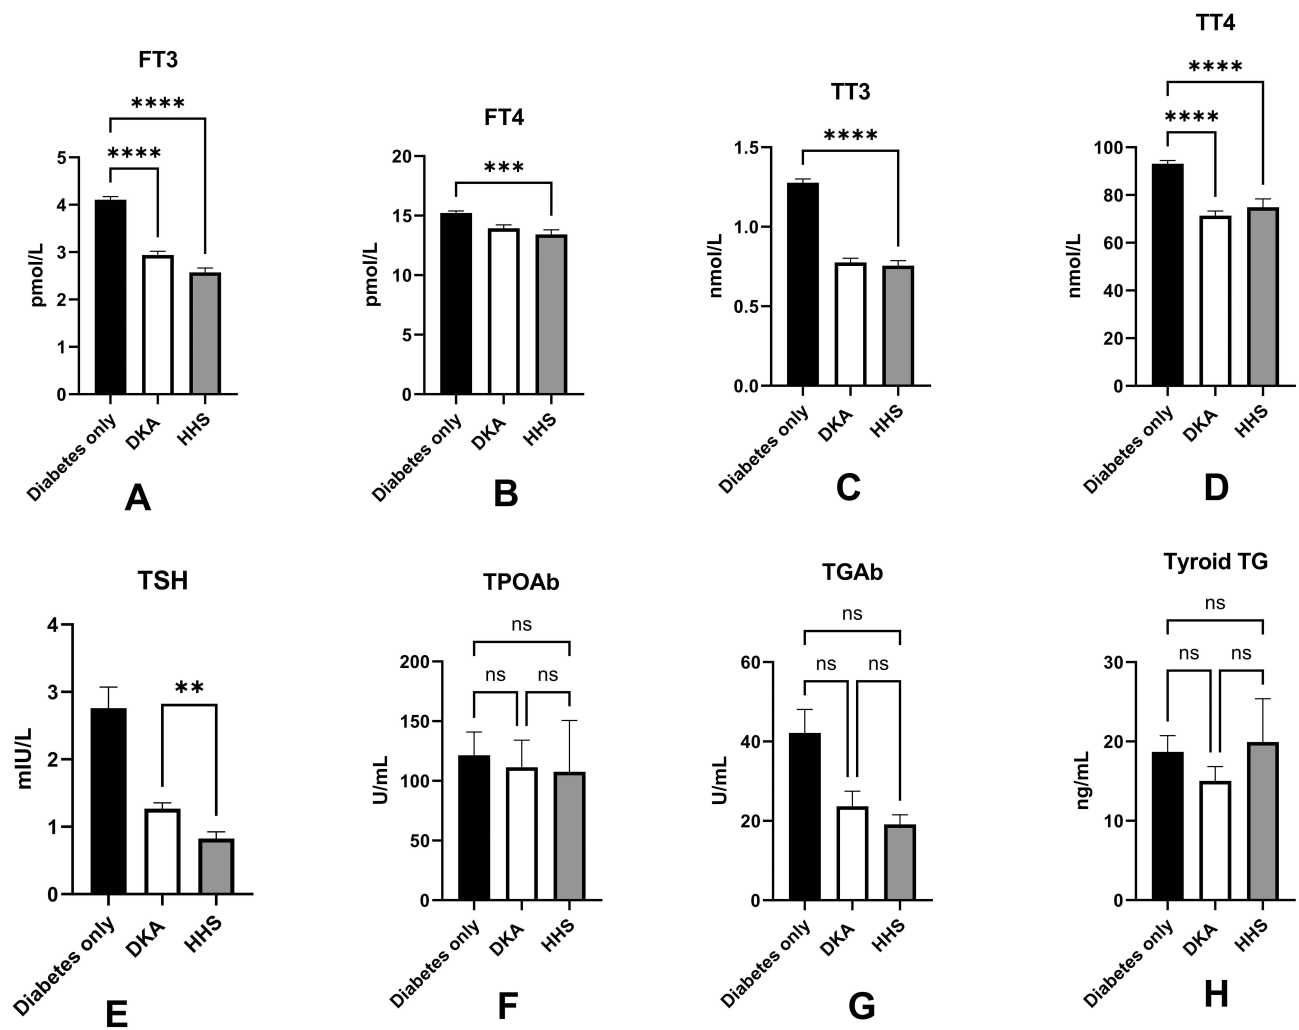 FT3
****
****
5
4
3
2
1
0
pmol/L
Diabetes only
DKA
HHS
A
FT4
***
20
15
10
5
0
pmol/L
Diabetes only
DKA
HHS
B
TT3
****
1.5
1.0
0.5
0.0
nmol/L
Diabetes only
DKA
HHS
C
TT4
****
****
100
80
60
40
20
0
nmol/L
Diabetes only
DKA
HHS
D
TSH
**
4
3
2
1
0
mIU/L
Diabetes only
DKA
HHS
E
TPOAb
ns
ns ns
200
150
100
50
0
U/mL
Diabetes only
DKA
HHS
F
TGAb
ns
ns ns
60
40
20
0
U/mL
Diabetes only
DKA
HHS
G
Tyroid TG
ns
ns ns
30
20
10
0
ng/mL
Diabetes only
DKA
HHS
H